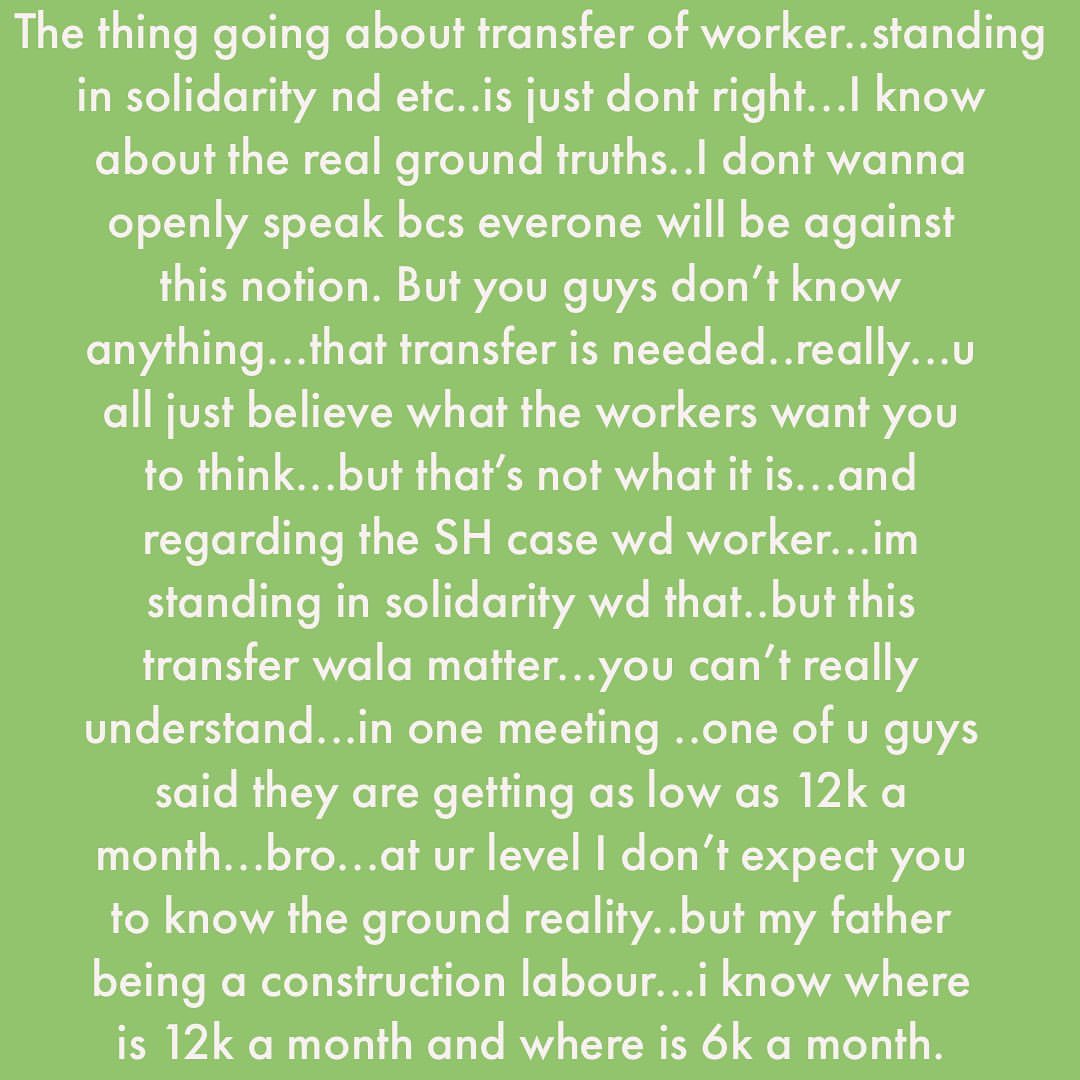 The thing going about transfer of worker..standing
in solidarity nd etc..is just dont right...I know
about the real ground truths..I dont wanna
openly speak bcs everone will be against
this notion. But you guys don’t know
anything...that transfer is needed..really...u
all just believe what the workers want you
to think...but that’s not what it is...and
regarding the SH case wd worker...im
standing in solidarity wd that..but this
transfer wala matter...you can’t really
understand...in one meeting ..one of u guys
said they are getting as low as 12k a
month...bro...at ur level I don’t expect you
to know the ground reality..but my father
being a construction labour...i know where
is 12k a month and where is 6k a month.